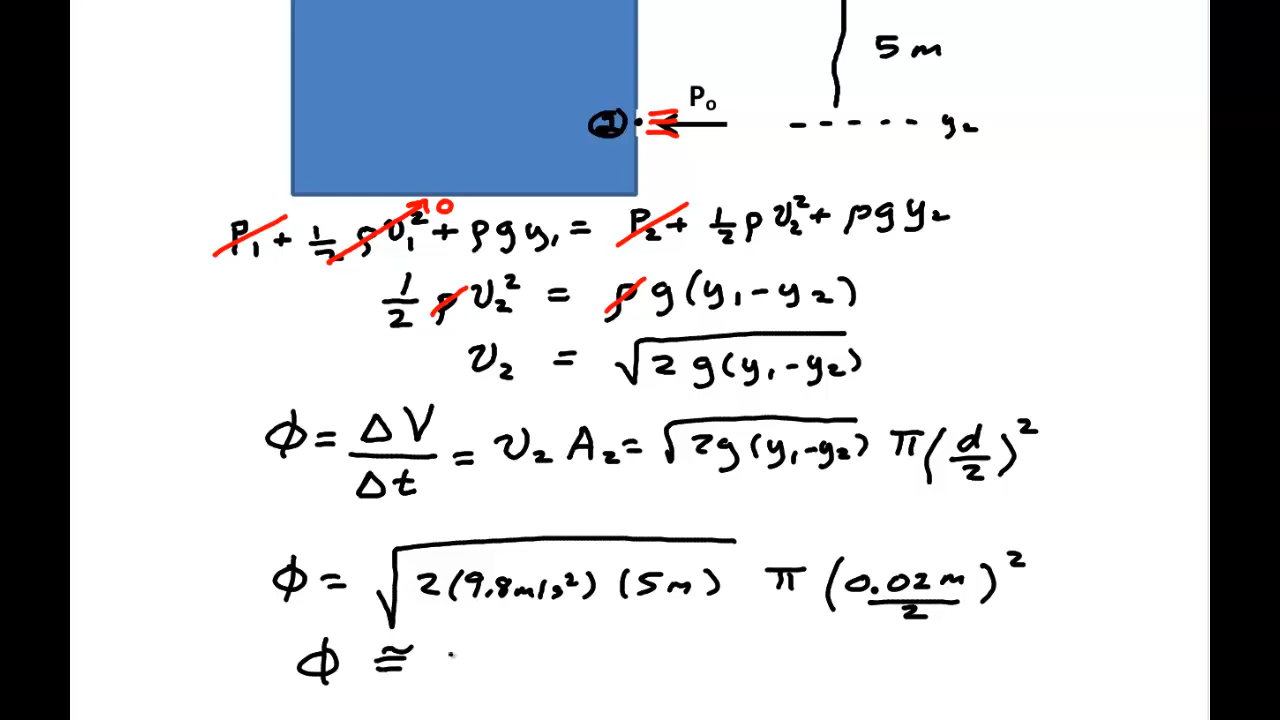 5 m
P₀
2
y₂
0
P₁ + ½ρv₁² + ρgy₁ = P₂ + ½ρv₂² + ρgy₂
½ρv₂² = ρg(y₁ - y₂)
v₂ = √(2g(y₁-y₂))
ϕ = ΔV/Δt = v₂A₂ = √(2g(y₁-y₂)) π(d/2)²
ϕ = √(2(9.8m/s²)(5m)) π(0.02m/2)²
ϕ ≅